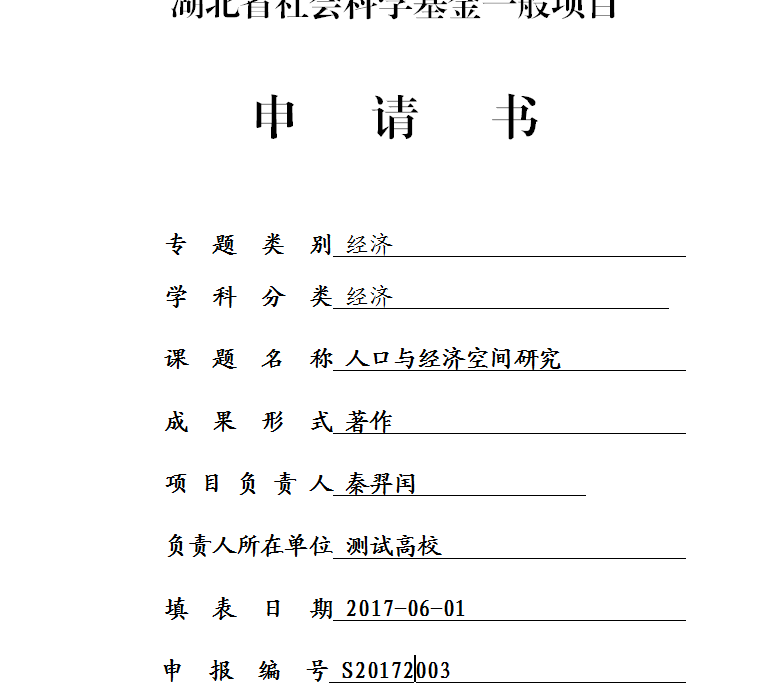 湖北省社会科学基金一般项目
申请书
专题类别 经济
学科分类 经济
课题名称 人口与经济空间研究
成果形式 著作
项目负责人 秦羿闰
负责人所在单位 测试高校
填表日期 2017-06-01
申报编号 S20172003